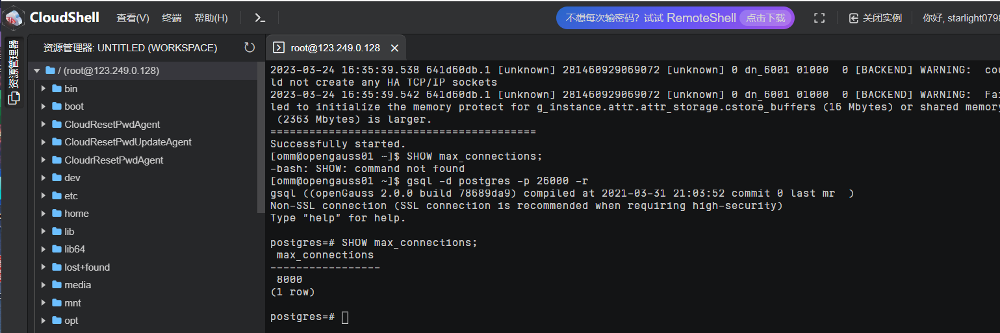 CloudShell 查看(V) 终端 帮助(H) 不想每次输密码？试试 RemoteShell 点击下载 关闭实例 你好, starlight0798
资源管理器
资源管理器: UNTITLED (WORKSPACE)
/ (root@123.249.0.128)
bin
boot
CloudResetPwdAgent
CloudResetPwdUpdateAgent
CloudrResetPwdAgent
dev
etc
home
lib
lib64
lost+found
media
mnt
opt
root@123.249.0.128
2023-03-24 16:35:39.538 641d60db.1 [unknown] 281460929069072 [unknown] 0 dn_6001 01000  0 [BACKEND] WARNING:  cou
ld not create any HA TCP/IP sockets
2023-03-24 16:35:39.542 641d60db.1 [unknown] 281460929069072 [unknown] 0 dn_6001 01000  0 [BACKEND] WARNING:  Fai
led to initialize the memory protect for g_instance.attr.attr_storage.cstore_buffers (16 Mbytes) or shared memory
 (2363 Mbytes) is larger.
=========================================
Successfully started.
[omm@opengauss01 ~]$ SHOW max_connections;
-bash: SHOW: command not found
[omm@opengauss01 ~]$ gsql -d postgres -p 26000 -r
gsql ((openGauss 2.0.0 build 78689da9) compiled at 2021-03-31 21:03:52 commit 0 last mr  )
Non-SSL connection (SSL connection is recommended when requiring high-security)
Type "help" for help.
postgres=# SHOW max_connections;
 max_connections
-----------------
 8000
(1 row)
postgres=#